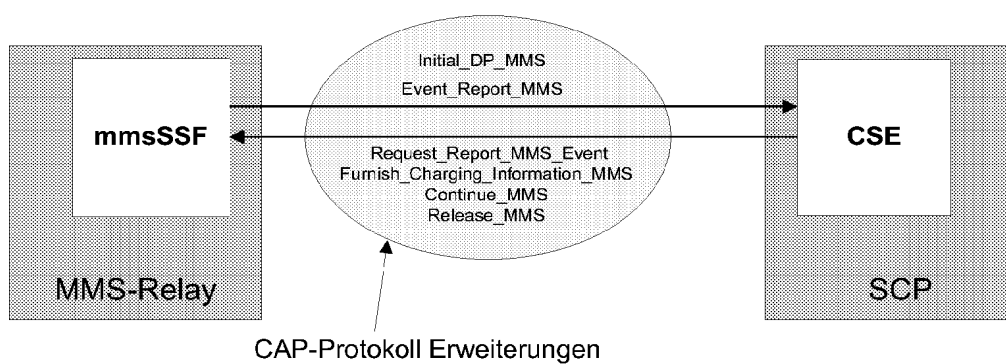 Initial_DP_MMS
Event_Report_MMS
mmsSSF
CSE
Request_Report_MMS_Event
Furnish_Charging_Information_MMS
Continue_MMS
Release_MMS
MMS-Relay
SCP
CAP-Protokoll Erweiterungen